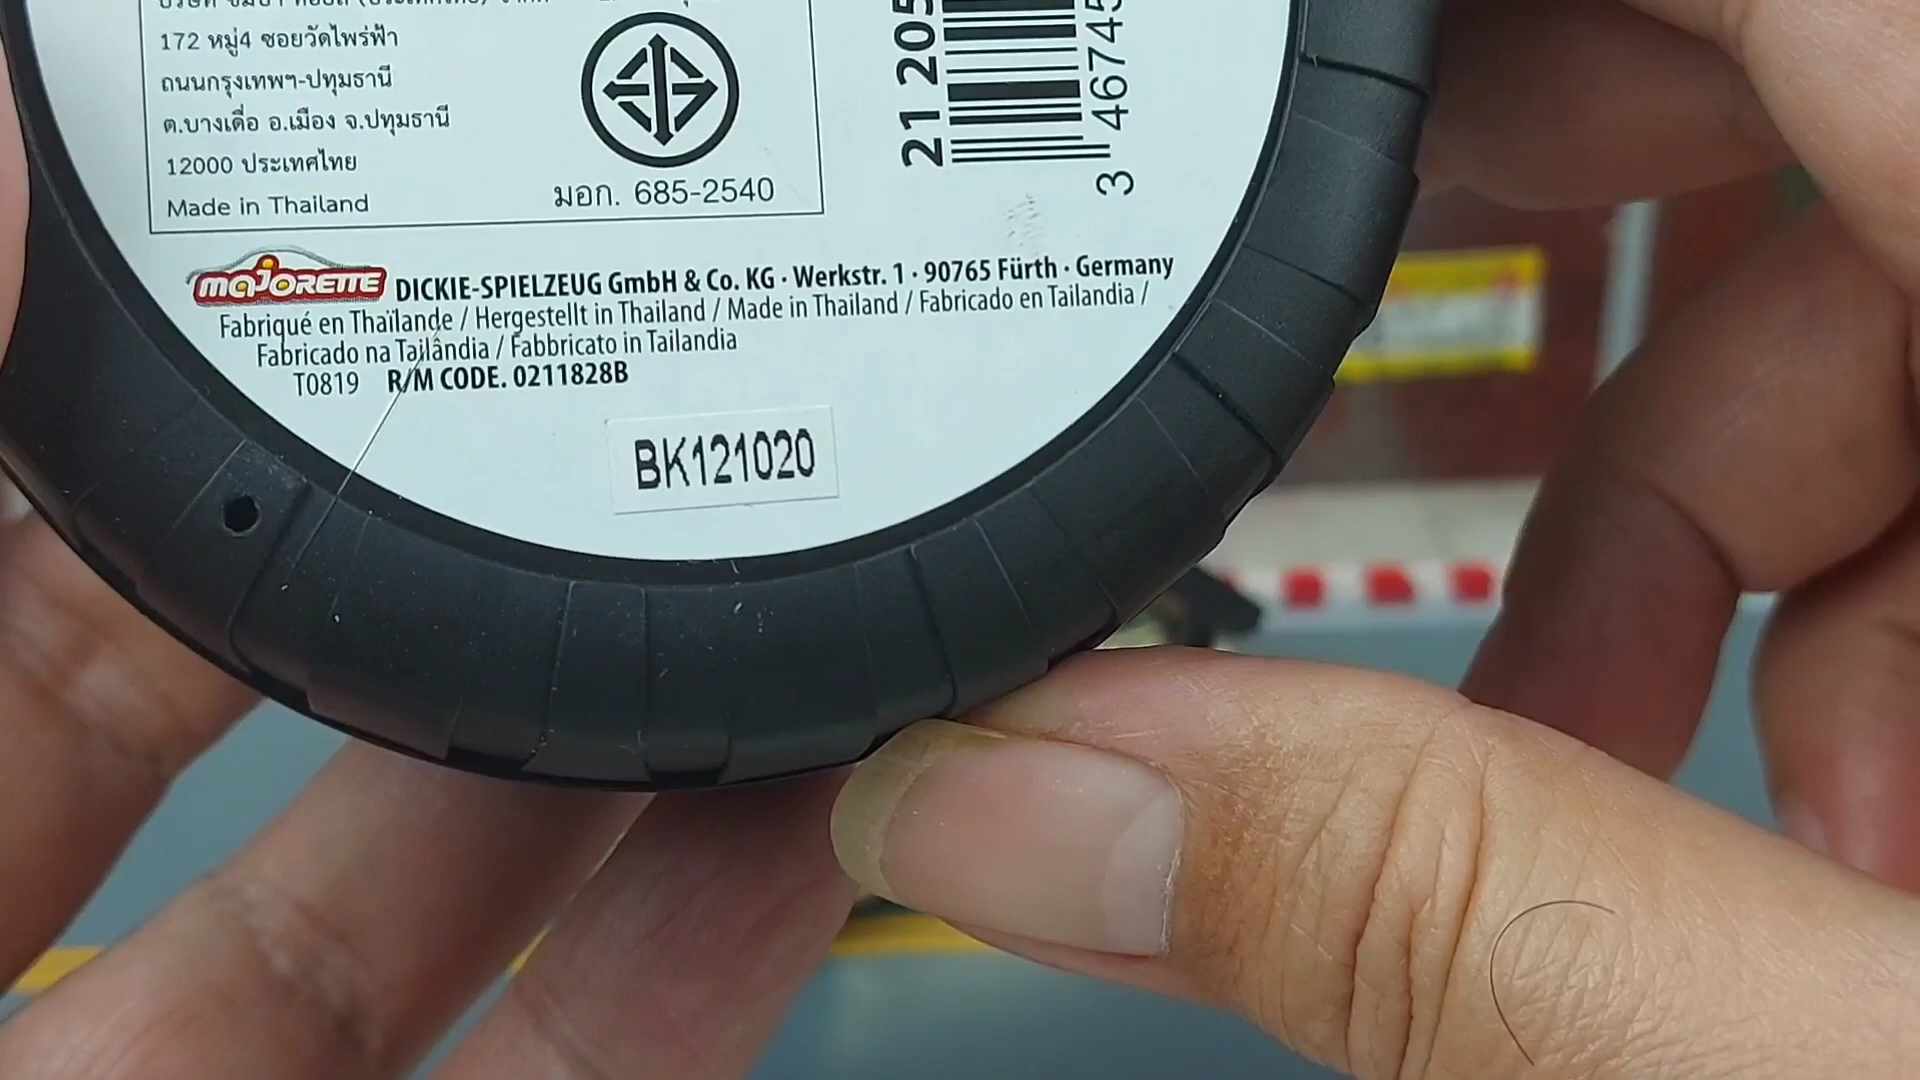 172 หมู่4 ซอยวัดไพร่ฟ้า
ถนนกรุงเทพฯ-ปทุมธานี
ต.บางเดื่อ อ.เมือง จ.ปทุมธานี
12000 ประเทศไทย
Made in Thailand
มอก. 685-2540
21 205
3 46745
MAJORETTE DICKIE-SPIELZEUG GmbH & Co. KG · Werkstr. 1 · 90765 Fürth · Germany
Fabriqué en Thaïlande / Hergestellt in Thailand / Made in Thailand / Fabricado en Tailandia /
Fabricado na Tailândia / Fabbricato in Tailandia
T0819 R/M CODE. 0211828B
BK121020